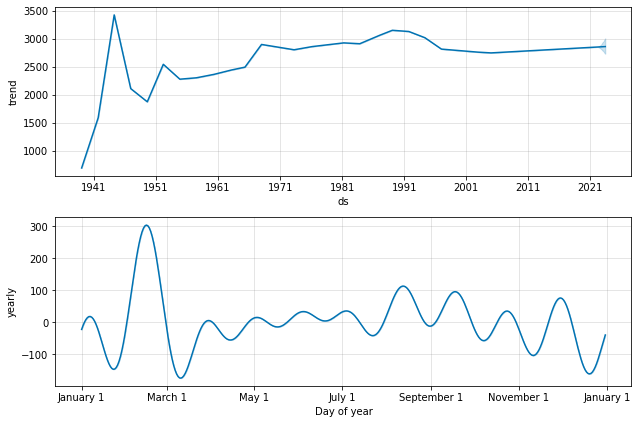 3500
3000
2500
2000
1500
1000
trend
1941 1951 1961 1971 1981 1991 2001 2011 2021
ds
300
200
100
0
−100
yearly
January 1 March 1 May 1 July 1 September 1 November 1 January 1
Day of year